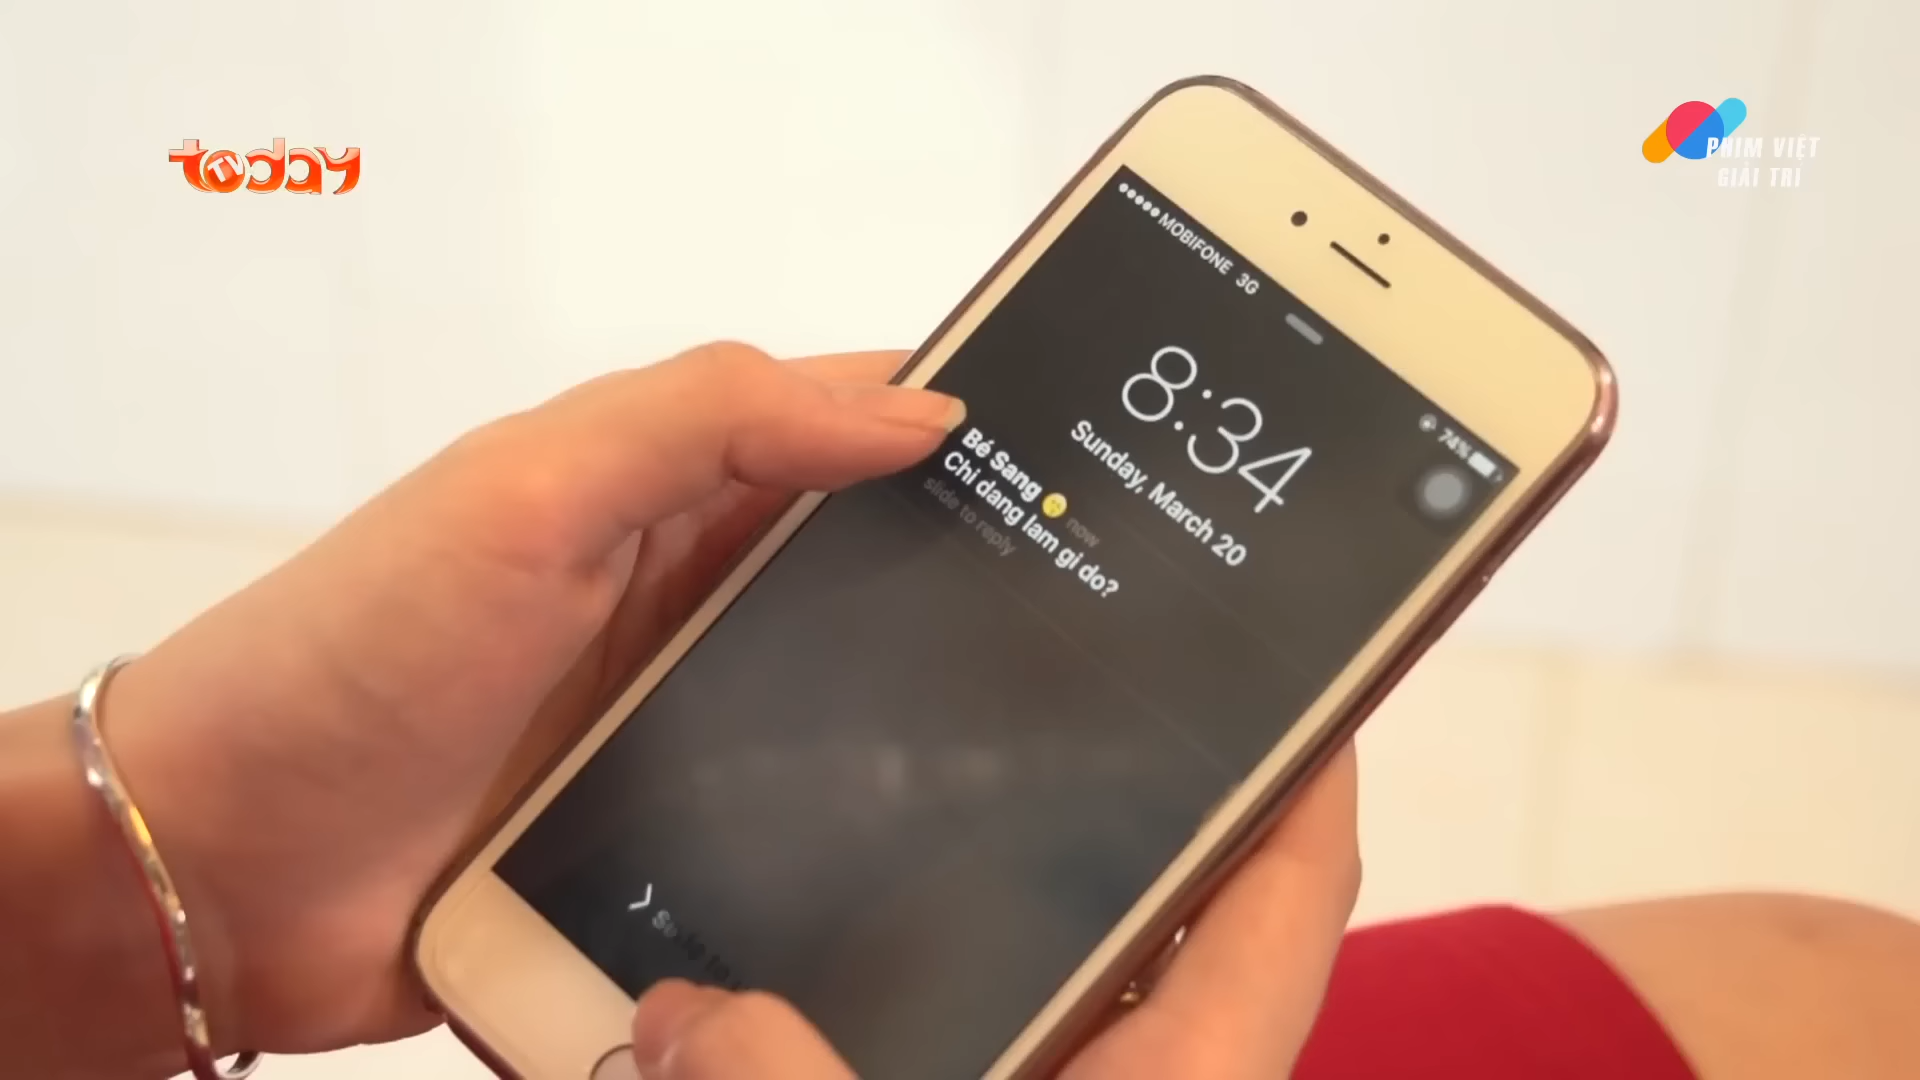 today
TV
PHIM VIỆT
GIẢI TRÍ
MOBIFONE 3G
74%
8:34
Sunday, March 20
Bé Sang now
Chi dang lam gi do?
slide to reply